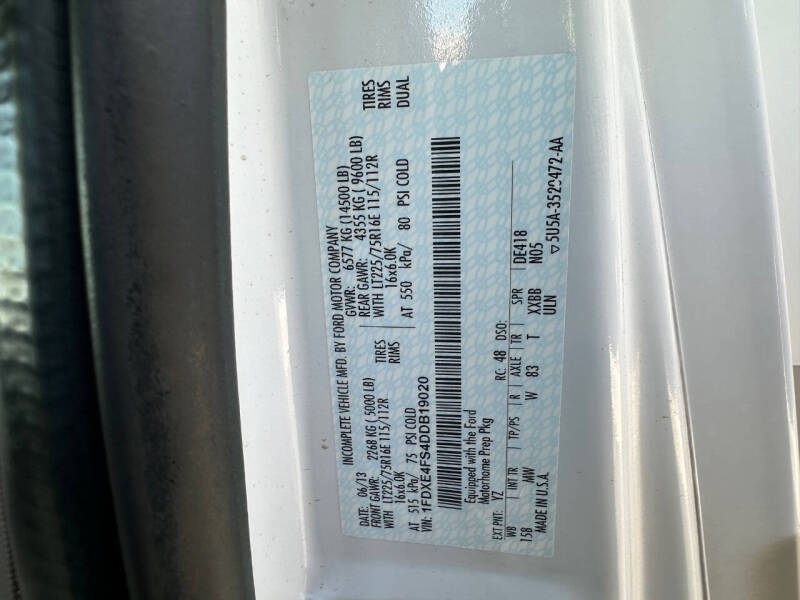 INCOMPLETE VEHICLE MFD. BY FORD MOTOR COMPANY
DATE: 06/13 GVWR: 6577 KG (14500 LB)
FRONT GAWR: 2268 KG (5000 LB) REAR GAWR: 4355 KG (9600 LB)
WITH LT225/75R16E 115/112R TIRES WITH LT225/75R16E 115/112R TIRES
16x6.0K RIMS 16x6.0K RIMS
AT 515 kPa/ 75 PSI COLD AT 550 kPa/ 80 PSI COLD DUAL
VIN: 1FDXE4FS4DDB19020
Equipped with the Ford
Motorhome Prep Pkg
EXT PNT: YZ RC: 48 DSO:
WB INT TR TP/PS R AXLE TR SPR DE418
158 MW W 83 T XXBB N05
MADE IN U.S.A. ULN
▽5U5A-3520472-AA